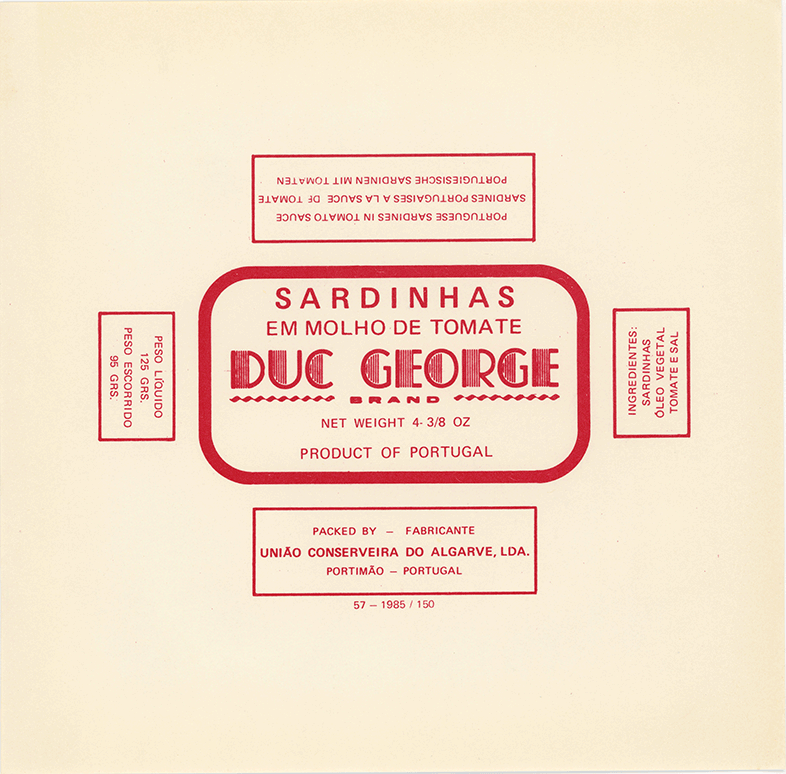 PORTUGUESE SARDINES IN TOMATO SAUCE
SARDINES PORTUGAISES A LA SAUCE DE TOMATE
PORTUGIESISCHE SARDINEN MIT TOMATEN
SARDINHAS
EM MOLHO DE TOMATE
DUC GEORGE
BRAND
NET WEIGHT 4- 3/8 OZ
PRODUCT OF PORTUGAL
PESO LÍQUIDO
125 GRS.
PESO ESCORRIDO
95 GRS.
INGREDIENTES:
SARDINHAS
ÓLEO VEGETAL
TOMATE E SAL
PACKED BY — FABRICANTE
UNIÃO CONSERVEIRA DO ALGARVE, LDA.
PORTIMÃO — PORTUGAL
57 — 1985 / 150